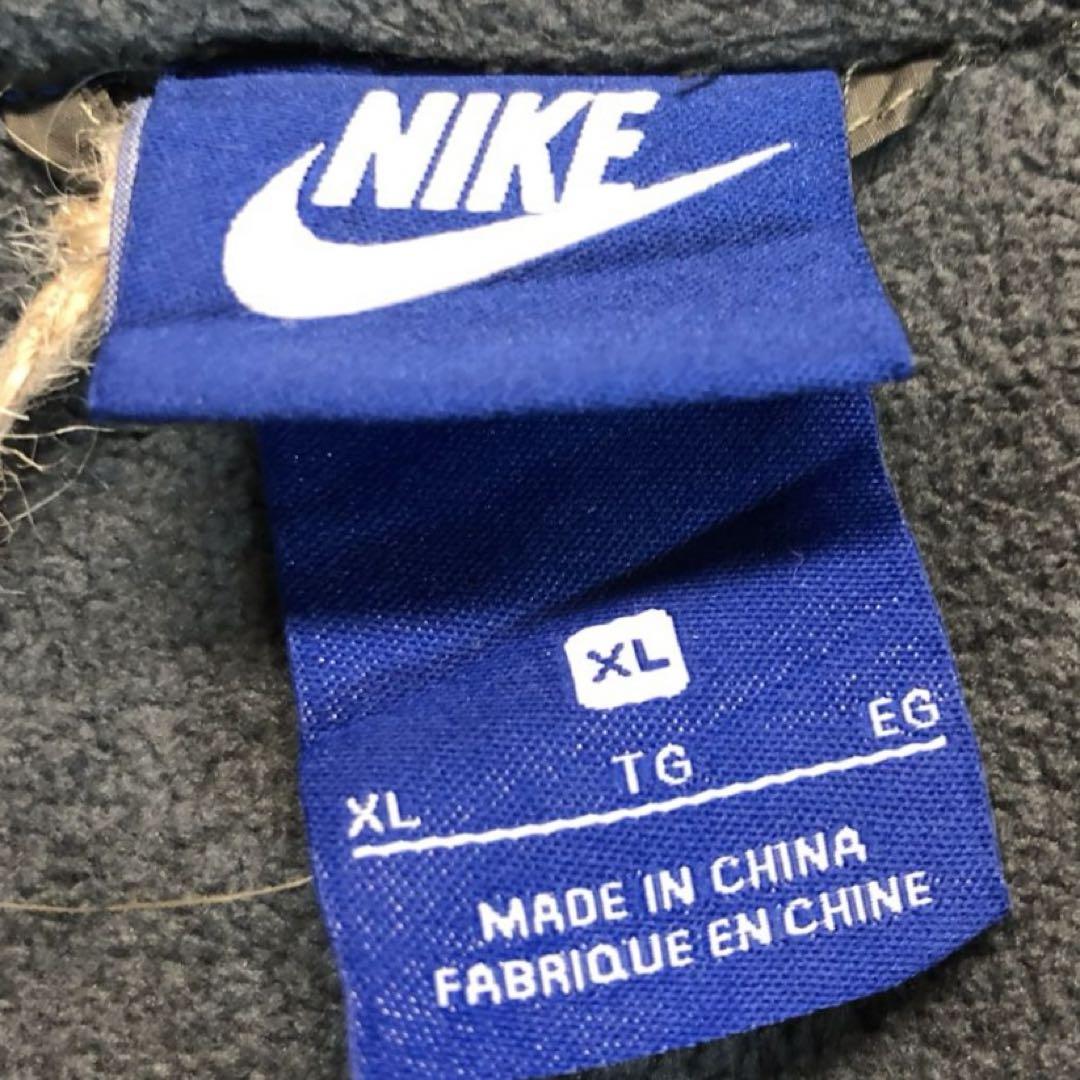 NIKE
XL
XL TG EG
MADE IN CHINA
FABRIQUE EN CHINE